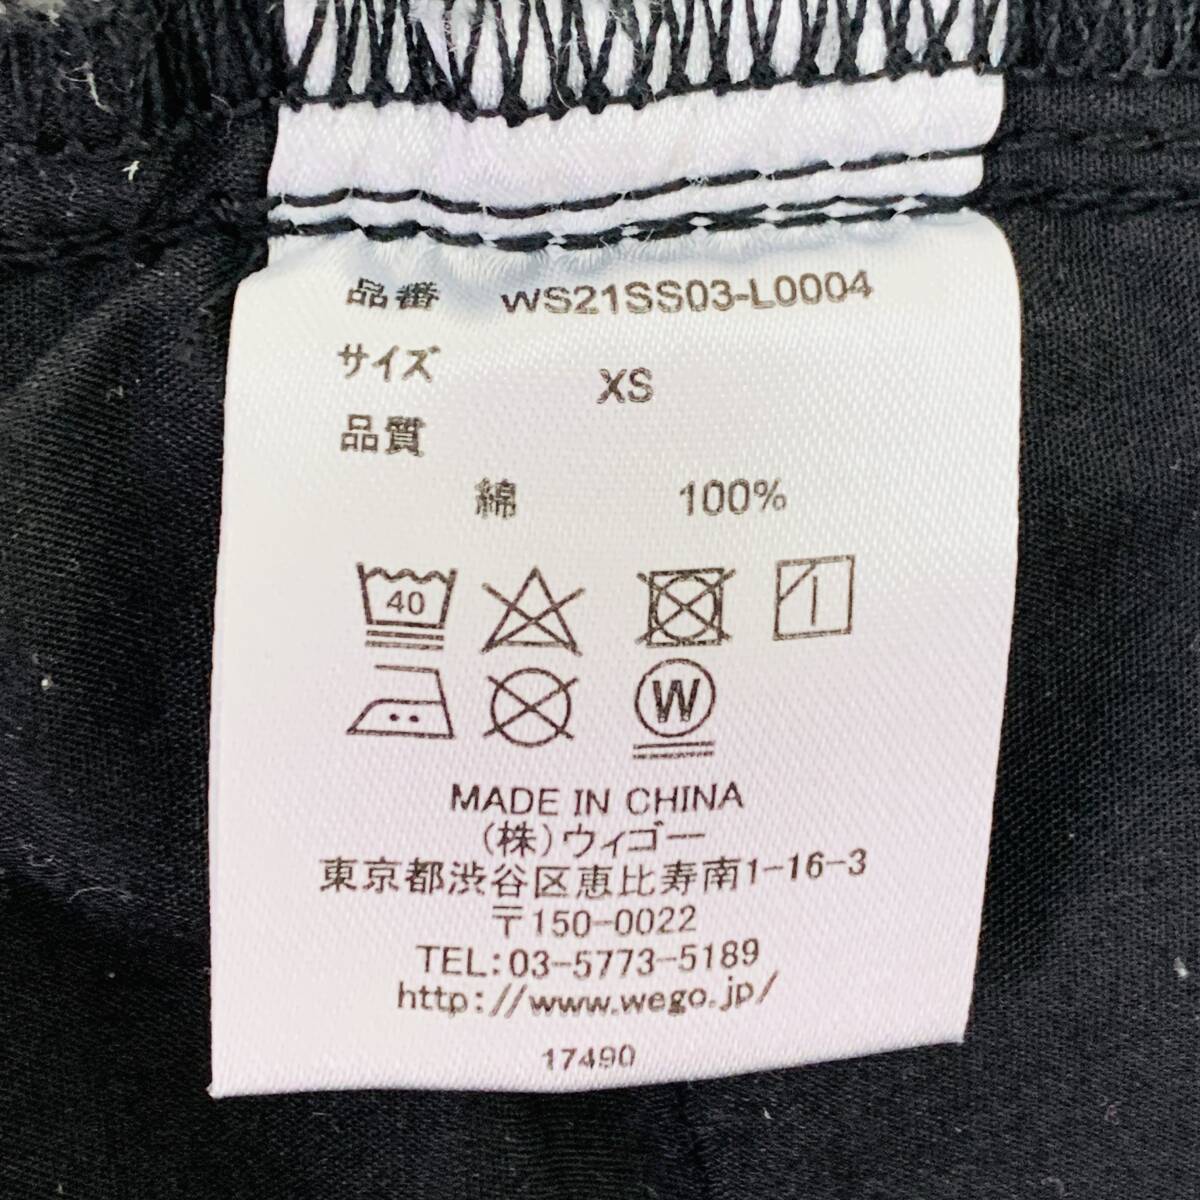 品番 WS21SS03-L0004
サイズ XS
品質
綿 100%
40
W
MADE IN CHINA
(株)ウィゴー
東京都渋谷区恵比寿南1-16-3
〒150-0022
TEL:03-5773-5189
http://www.wego.jp/
17490